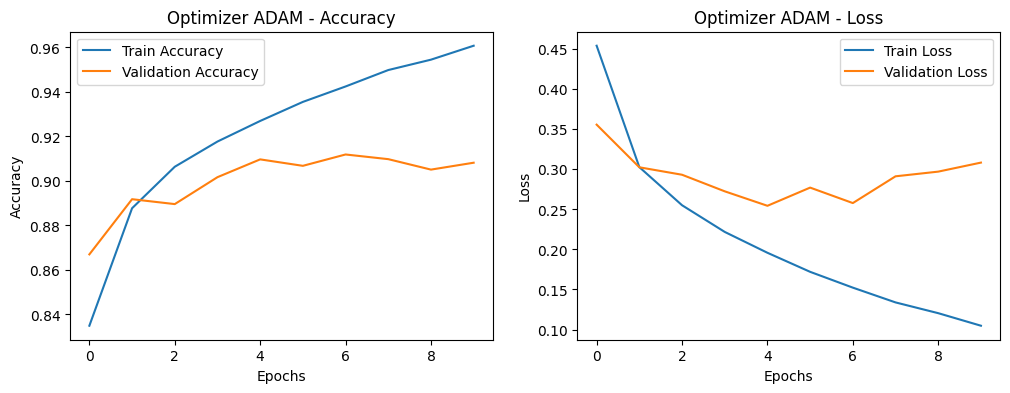 Optimizer ADAM - Accuracy
Train Accuracy
Validation Accuracy
0.96
0.94
0.92
0.90
0.88
0.86
0.84
Accuracy
0 2 4 6 8
Epochs
Optimizer ADAM - Loss
Train Loss
Validation Loss
0.45
0.40
0.35
0.30
0.25
0.20
0.15
0.10
Loss
0 2 4 6 8
Epochs